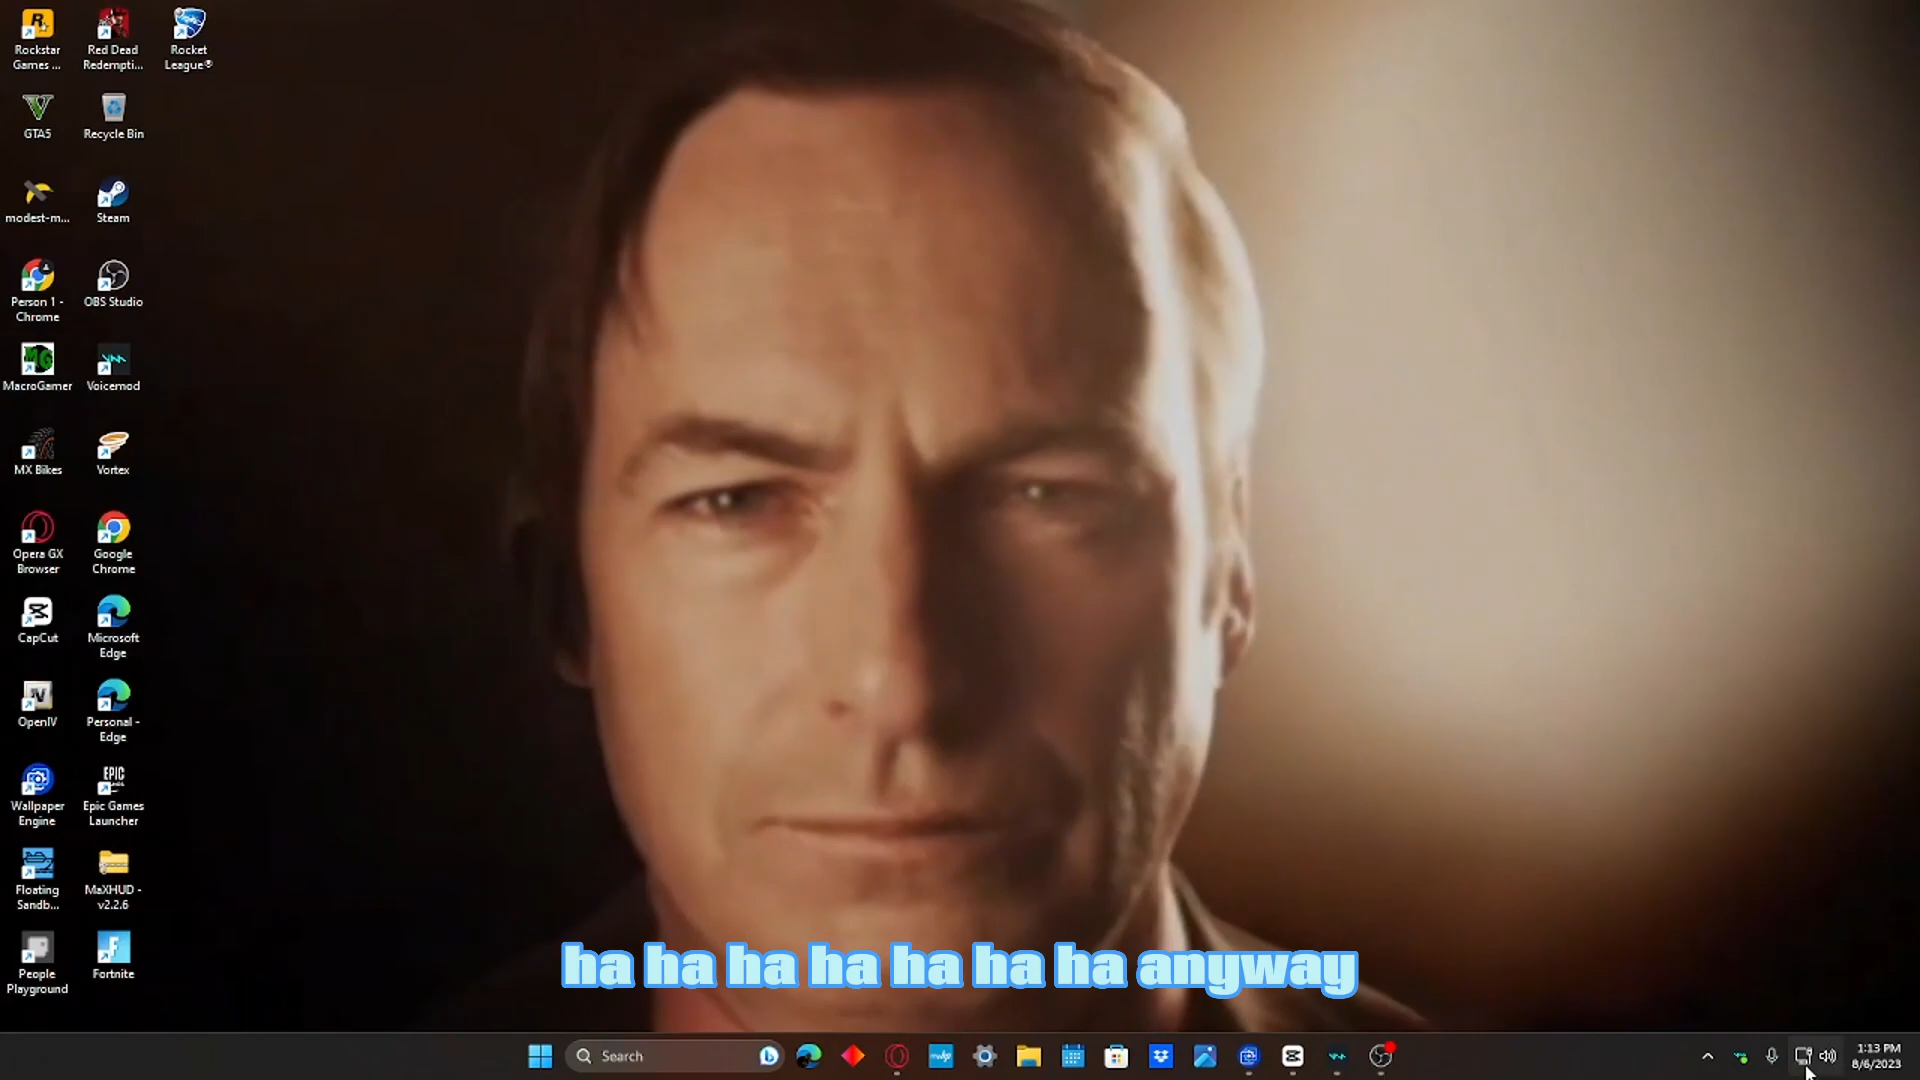 Rockstar
Games ...
Red Dead
Redempti...
Rocket
League®
GTA5
Recycle Bin
modest-m...
Steam
Person 1 -
Chrome
OBS Studio
MacroGamer
Voicemod
MX Bikes
Vortex
Opera GX
Browser
Google
Chrome
CapCut
Microsoft
Edge
OpenIV
Personal -
Edge
Wallpaper
Engine
Epic Games
Launcher
Floating
Sandb...
MaXHUD -
v2.2.6
People
Playground
Fortnite
ha ha ha ha ha ha ha anyway
Search
1:13 PM
8/6/2023